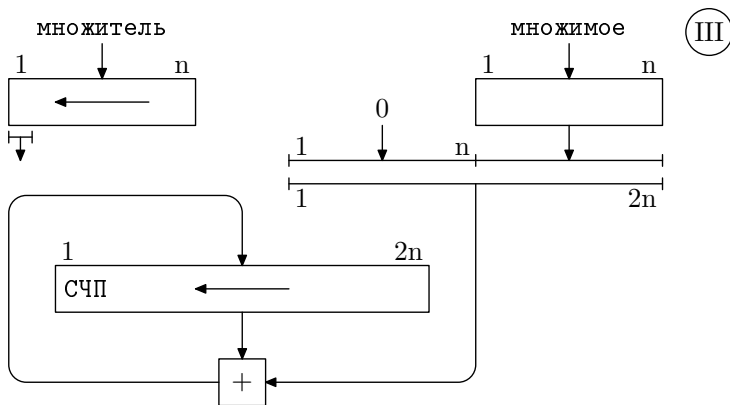 множитель
множимое
III
1 n
1 n
0
1 n
1 2n
1 2n
СЧП
+